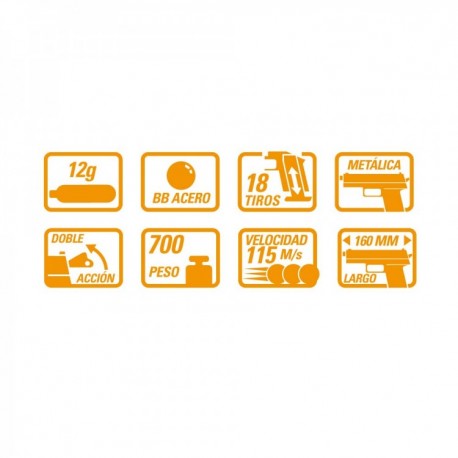 12g
BB ACERO
18
TIROS
METÁLICA
DOBLE
ACCIÓN
700
PESO
VELOCIDAD
115 M/s
160 MM
LARGO